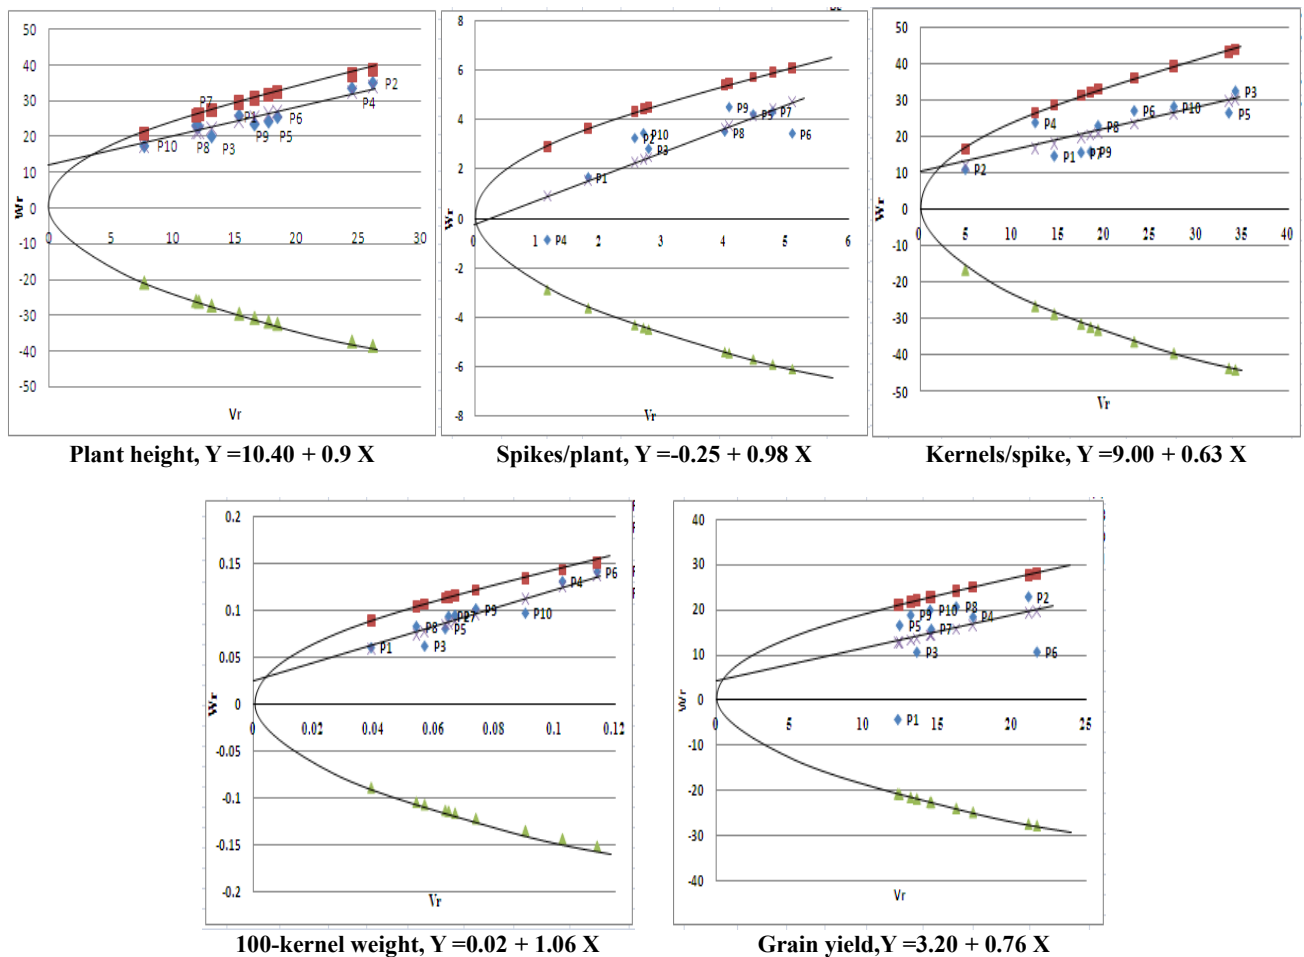 50
40
30
20
10
0
-10
-20
-30
-40
-50
Wr
0
5
10
15
20
25
30
Vr
P7
P2
P4
P1
P6
P10
P8
P3
P9
P5
Plant height, Y =10.40 + 0.9 X
8
6
4
2
0
-2
-4
-6
-8
Wr
0
1
2
3
4
5
6
Vr
P9
P5
P7
P10
P2
P8
P6
P3
P1
P4
Spikes/plant, Y =-0.25 + 0.98 X
50
40
30
20
10
0
-10
-20
-30
-40
-50
Wr
0
5
10
15
20
25
30
35
40
Vr
P3
P6
P10
P5
P4
P8
P1
P7
P9
P2
Kernels/spike, Y =9.00 + 0.63 X
0.2
0.15
0.1
0.05
0
-0.05
-0.1
-0.15
-0.2
Wr
0
0.02
0.04
0.06
0.08
0.1
0.12
Vr
P6
P4
P9
P10
P8
P5
P1
P3
100-kernel weight, Y =0.02 + 1.06 X
40
30
20
10
0
-10
-20
-30
-40
Wr
0
5
10
15
20
25
Vr
P2
P8
P9
P10
P4
P5
P7
P3
P6
P1
Grain yield,Y =3.20 + 0.76 X